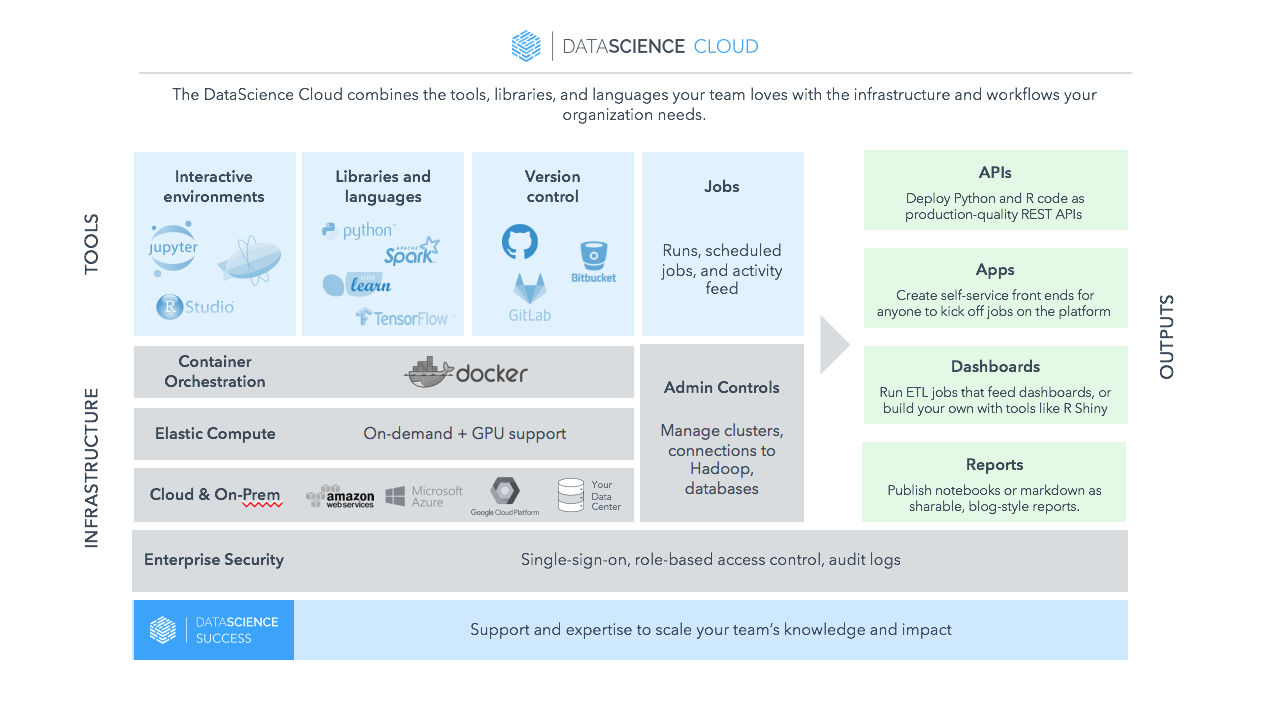 DATASCIENCE CLOUD
The DataScience Cloud combines the tools, libraries, and languages your team loves with the infrastructure and workflows your
organization needs.
TOOLS
Interactive
environments
jupyter
R Studio
Libraries and
languages
python
APACHE
Spark
learn
TensorFlow
Version
control
Bitbucket
GitLab
Jobs
Runs, scheduled
jobs, and activity
feed
INFRASTRUCTURE
Container
Orchestration
docker
Elastic Compute
On-demand + GPU support
Cloud & On-Prem
amazon
webservices
Microsoft
Azure
Google Cloud Platform
Your
Data
Center
Admin Controls
Manage clusters,
connections to
Hadoop,
databases
OUTPUTS
APIs
Deploy Python and R code as
production-quality REST APIs
Apps
Create self-service front ends for
anyone to kick off jobs on the platform
Dashboards
Run ETL jobs that feed dashboards, or
build your own with tools like R Shiny
Reports
Publish notebooks or markdown as
sharable, blog-style reports.
Enterprise Security
Single-sign-on, role-based access control, audit logs
DATASCIENCE
SUCCESS
Support and expertise to scale your team's knowledge and impact